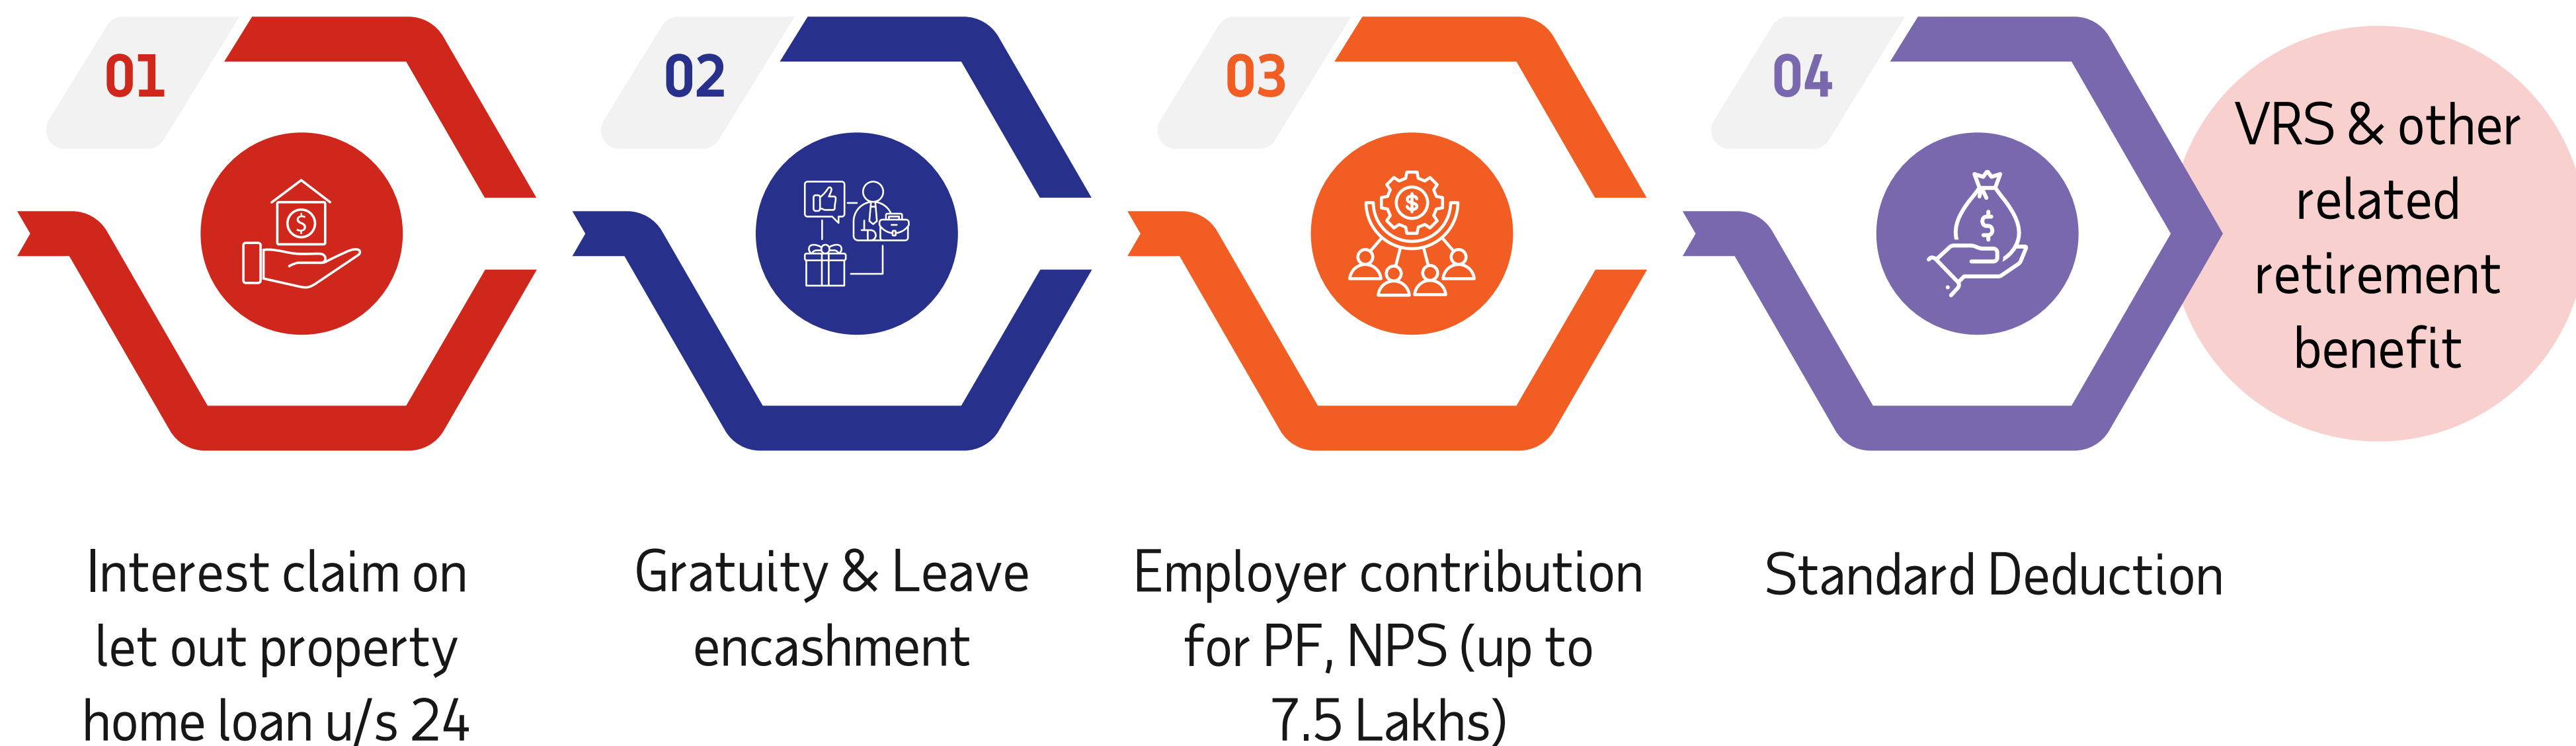 01
Interest claim on
let out property
home loan u/s 24
02
Gratuity & Leave
encashment
03
Employer contribution
for PF, NPS (up to
7.5 Lakhs)
04
Standard Deduction
VRS & other
related
retirement
benefit